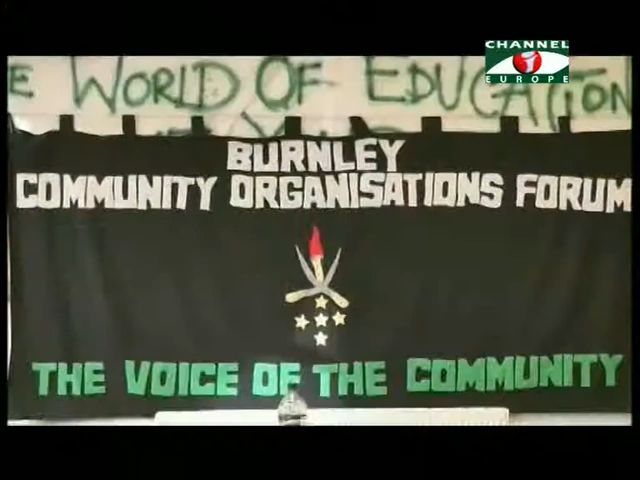 CHANNEL
i
EUROPE
E WORLD OF EDUCATION
BURNLEY
COMMUNITY ORGANISATIONS FORUM
THE VOICE OF THE COMMUNITY